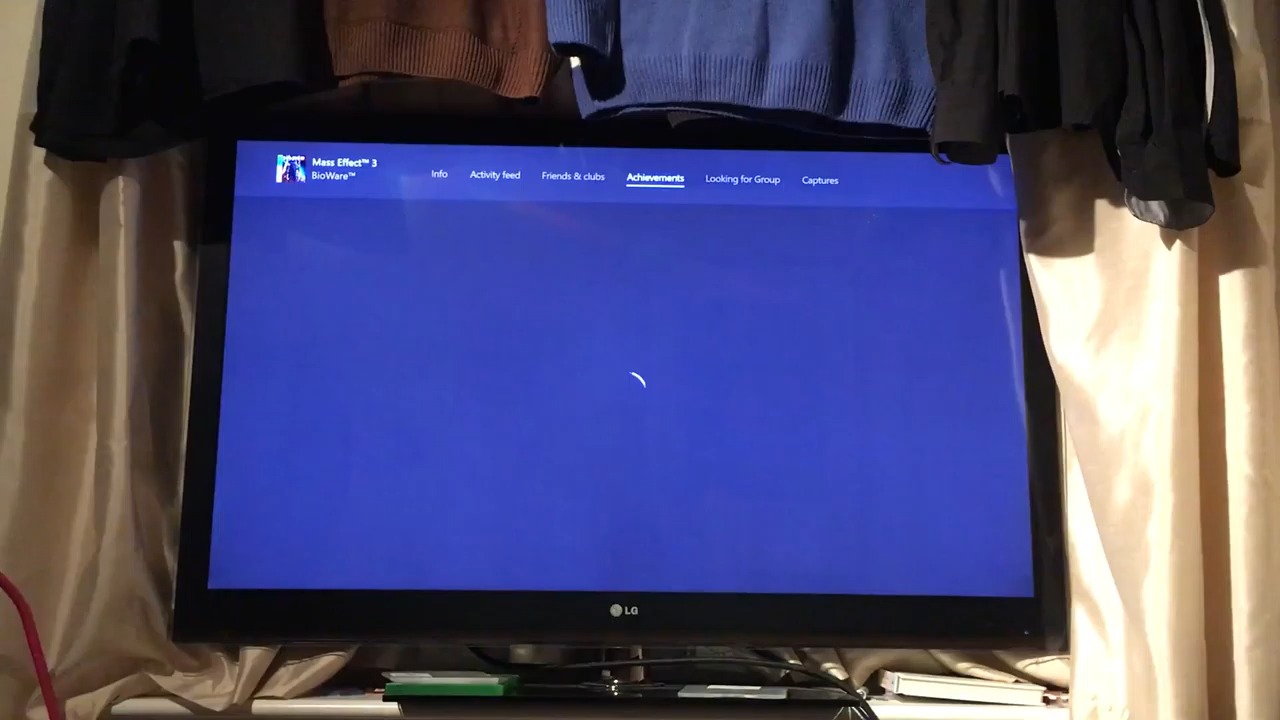 Mass Effect™ 3
BioWare™
Info
Activity feed
Friends & clubs
Achievements
Looking for Group
Captures
LG